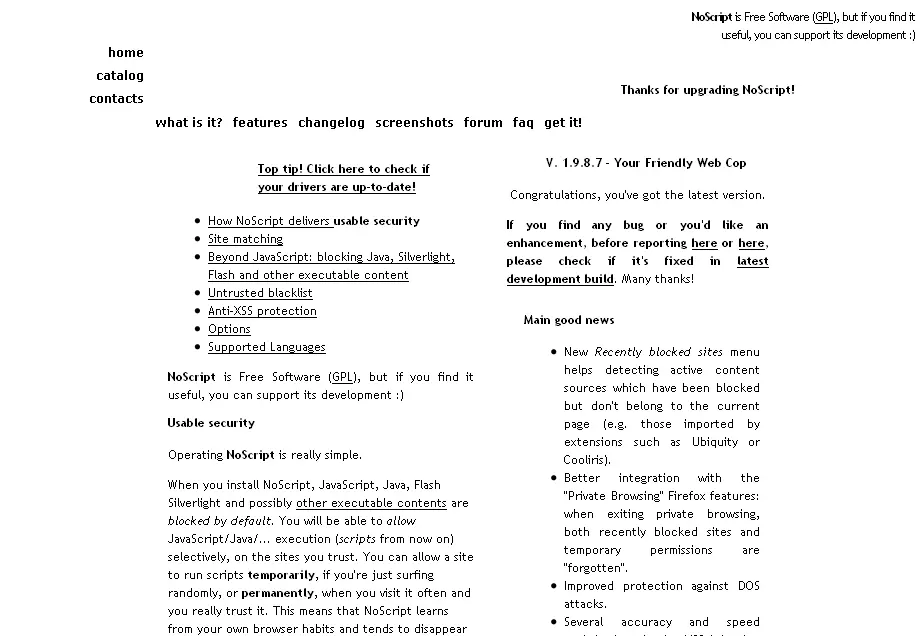 NoScript is Free Software (GPL), but if you find it
useful, you can support its development :)
home
catalog
contacts
Thanks for upgrading NoScript!
what is it? features changelog screenshots forum faq get it!
Top tip! Click here to check if
your drivers are up-to-date!
• How NoScript delivers usable security
• Site matching
• Beyond JavaScript: blocking Java, Silverlight,
Flash and other executable content
• Untrusted blacklist
• Anti-XSS protection
• Options
• Supported Languages
NoScript is Free Software (GPL), but if you find it
useful, you can support its development :)
Usable security
Operating NoScript is really simple.
When you install NoScript, JavaScript, Java, Flash
Silverlight and possibly other executable contents are
blocked by default. You will be able to allow
JavaScript/Java/... execution (scripts from now on)
selectively, on the sites you trust. You can allow a site
to run scripts temporarily, if you're just surfing
randomly, or permanently, when you visit it often and
you really trust it. This means that NoScript learns
from your own browser habits and tends to disappear
V. 1.9.8.7 - Your Friendly Web Cop
Congratulations, you've got the latest version.
If you find any bug or you'd like an
enhancement, before reporting here or here,
please check if it's fixed in latest
development build. Many thanks!
Main good news
• New Recently blocked sites menu
helps detecting active content
sources which have been blocked
but don't belong to the current
page (e.g. those imported by
extensions such as Ubiquity or
Cooliris).
• Better integration with the
"Private Browsing" Firefox features:
when exiting private browsing,
both recently blocked sites and
temporary permissions are
"forgotten".
• Improved protection against DOS
attacks.
• Several accuracy and speed